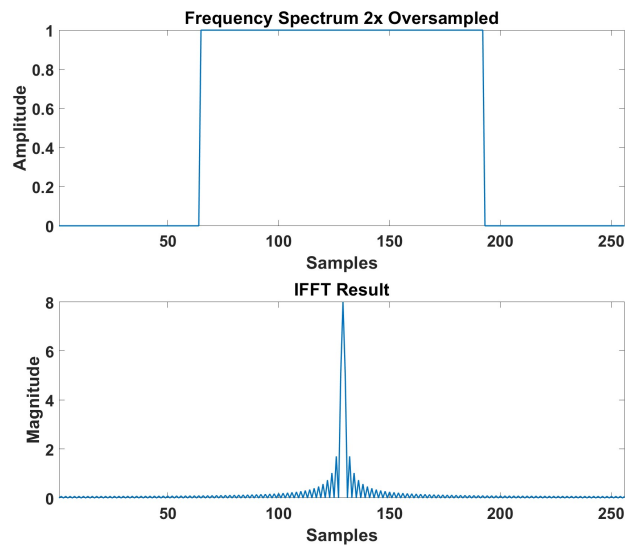 Frequency Spectrum 2x Oversampled
1
0.8
0.6
0.4
0.2
0
Amplitude
50 100 150 200 250
Samples
IFFT Result
8
6
4
2
0
Magnitude
50 100 150 200 250
Samples